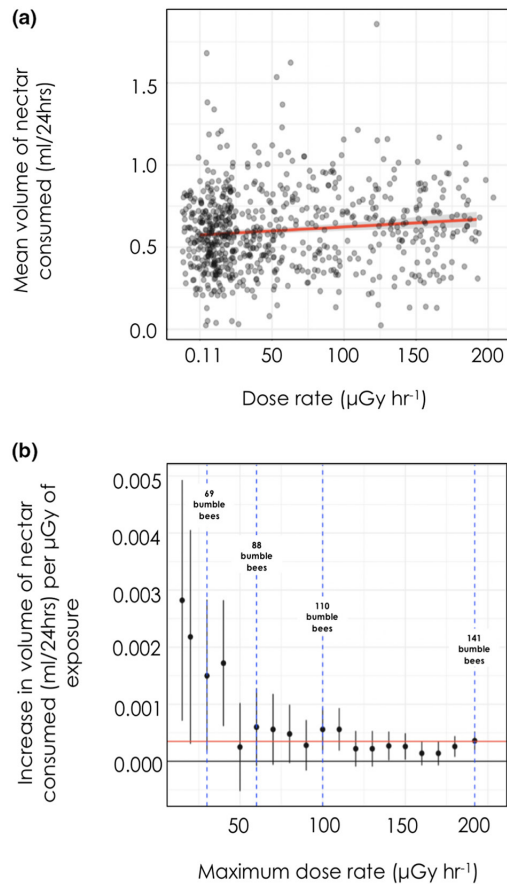 (a)
Mean volume of nectar
consumed (ml/24hrs)
1.5
1.0
0.5
0.0
0.11
50
100
150
200
Dose rate (µGy hr-1)
(b)
Increase in volume of nectar
consumed (ml/24hrs) per µGy of
exposure
0.005
0.004
0.003
0.002
0.001
0.000
69
bumble
bees
88
bumble
bees
110
bumble
bees
141
bumble
bees
50
100
150
200
Maximum dose rate (µGy hr-1)